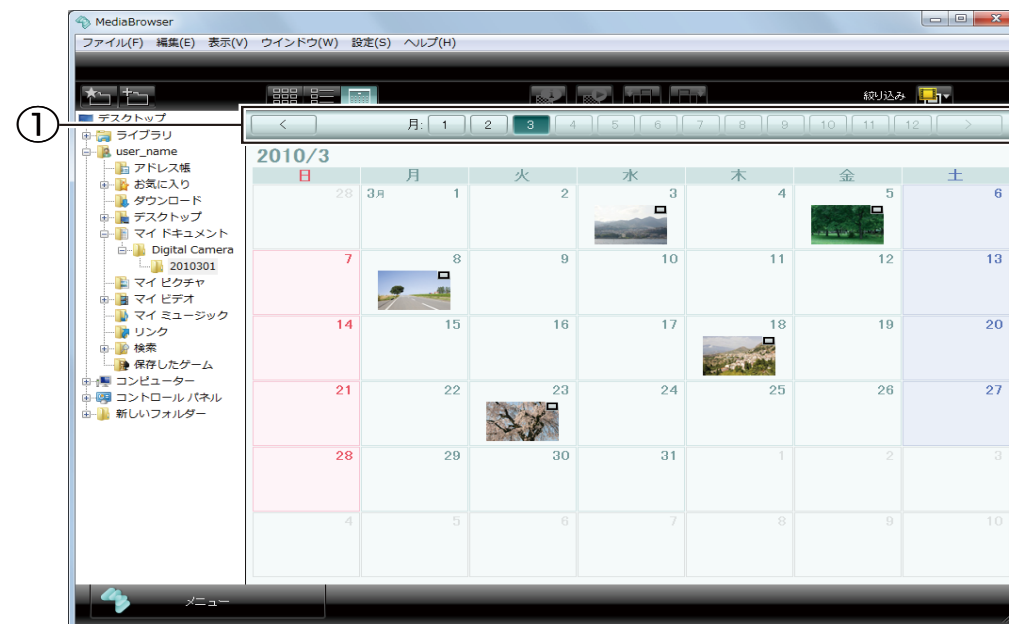 MediaBrowser
ファイル(F) 編集(E) 表示(V) ウインドウ(W) 設定(S) ヘルプ(H)
絞り込み
①
デスクトップ
ライブラリ
user_name
アドレス帳
お気に入り
ダウンロード
デスクトップ
マイ ドキュメント
Digital Camera
2010301
マイ ピクチャ
マイ ビデオ
マイ ミュージック
リンク
検索
保存したゲーム
コンピューター
コントロール パネル
新しいフォルダー
< 月: 1 2 3 4 5 6 7 8 9 10 11 12 >
2010/3
日 月 火 水 木 金 土
28 3月 1 2 3 4 5 6
7 8 9 10 11 12 13
14 15 16 17 18 19 20
21 22 23 24 25 26 27
28 29 30 31 1 2 3
4 5 6 7 8 9 10
メニュー